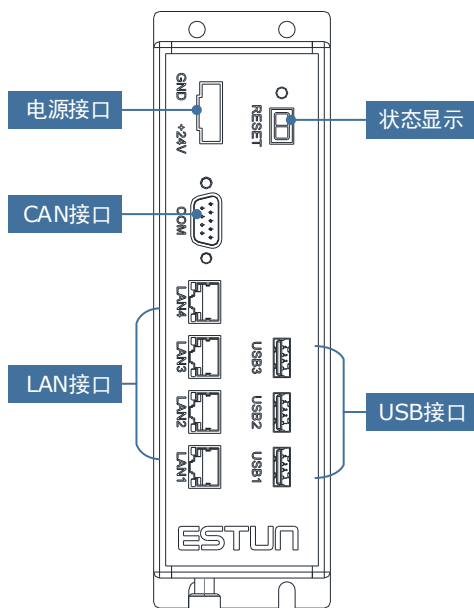 GND
+24V
RESET
电源接口
状态显示
CAN接口
COM
LAN4
LAN3
LAN2
LAN1
LAN接口
USB3
USB2
USB1
USB接口
ESTUN